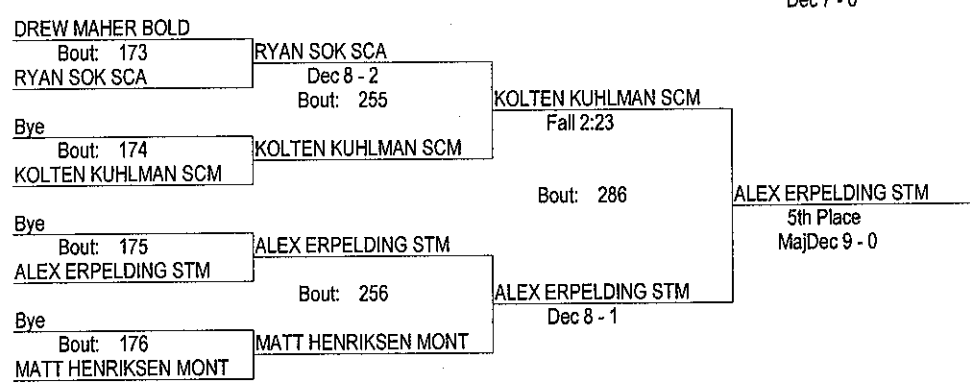 Dec 7 - 0
DREW MAHER BOLD
Bout: 173
RYAN SOK SCA
RYAN SOK SCA
Dec 8 - 2
Bout: 255
KOLTEN KUHLMAN SCM
Fall 2:23
Bye
Bout: 174
KOLTEN KUHLMAN SCM
KOLTEN KUHLMAN SCM
Bout: 286
ALEX ERPELDING STM
5th Place
MajDec 9 - 0
Bye
Bout: 175
ALEX ERPELDING STM
ALEX ERPELDING STM
Bout: 256
ALEX ERPELDING STM
Dec 8 - 1
Bye
Bout: 176
MATT HENRIKSEN MONT
MATT HENRIKSEN MONT